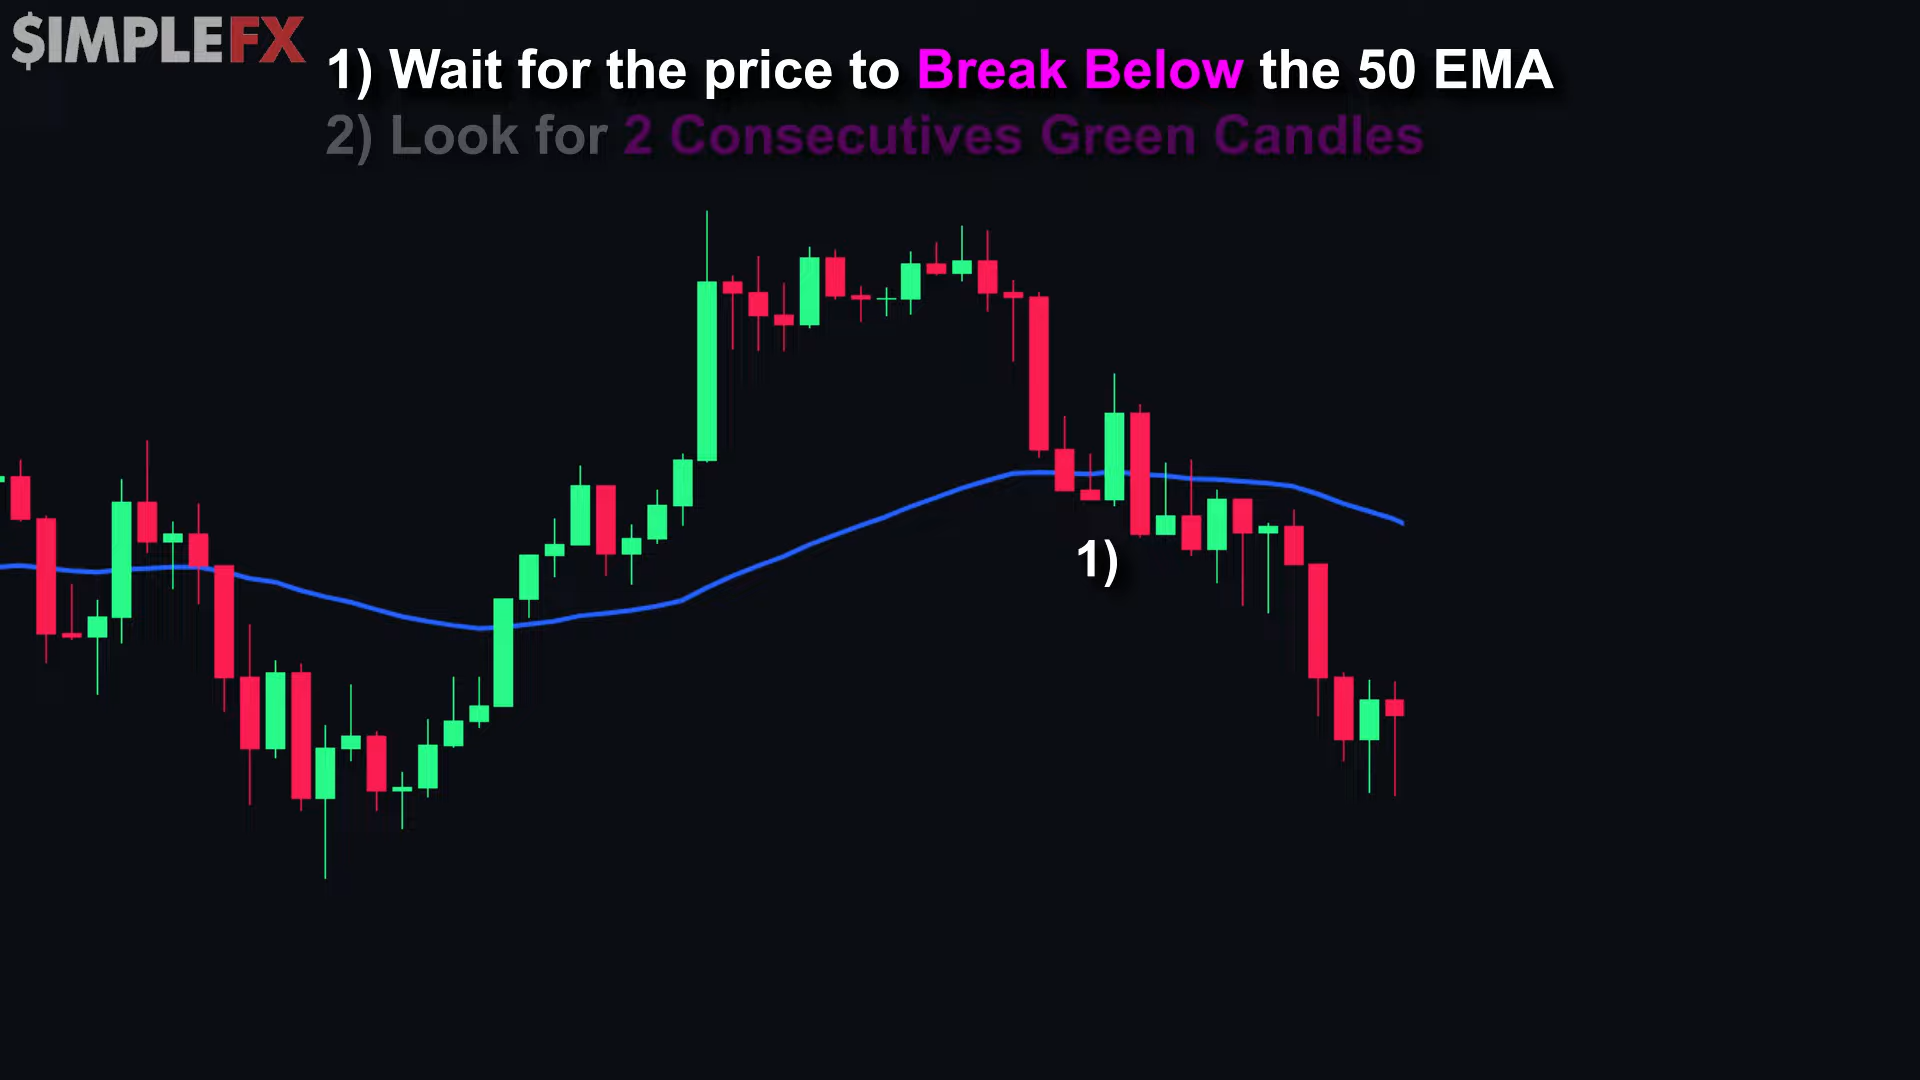 $IMPLEFX
1) Wait for the price to Break Below the 50 EMA
2) Look for 2 Consecutives Green Candles
1)